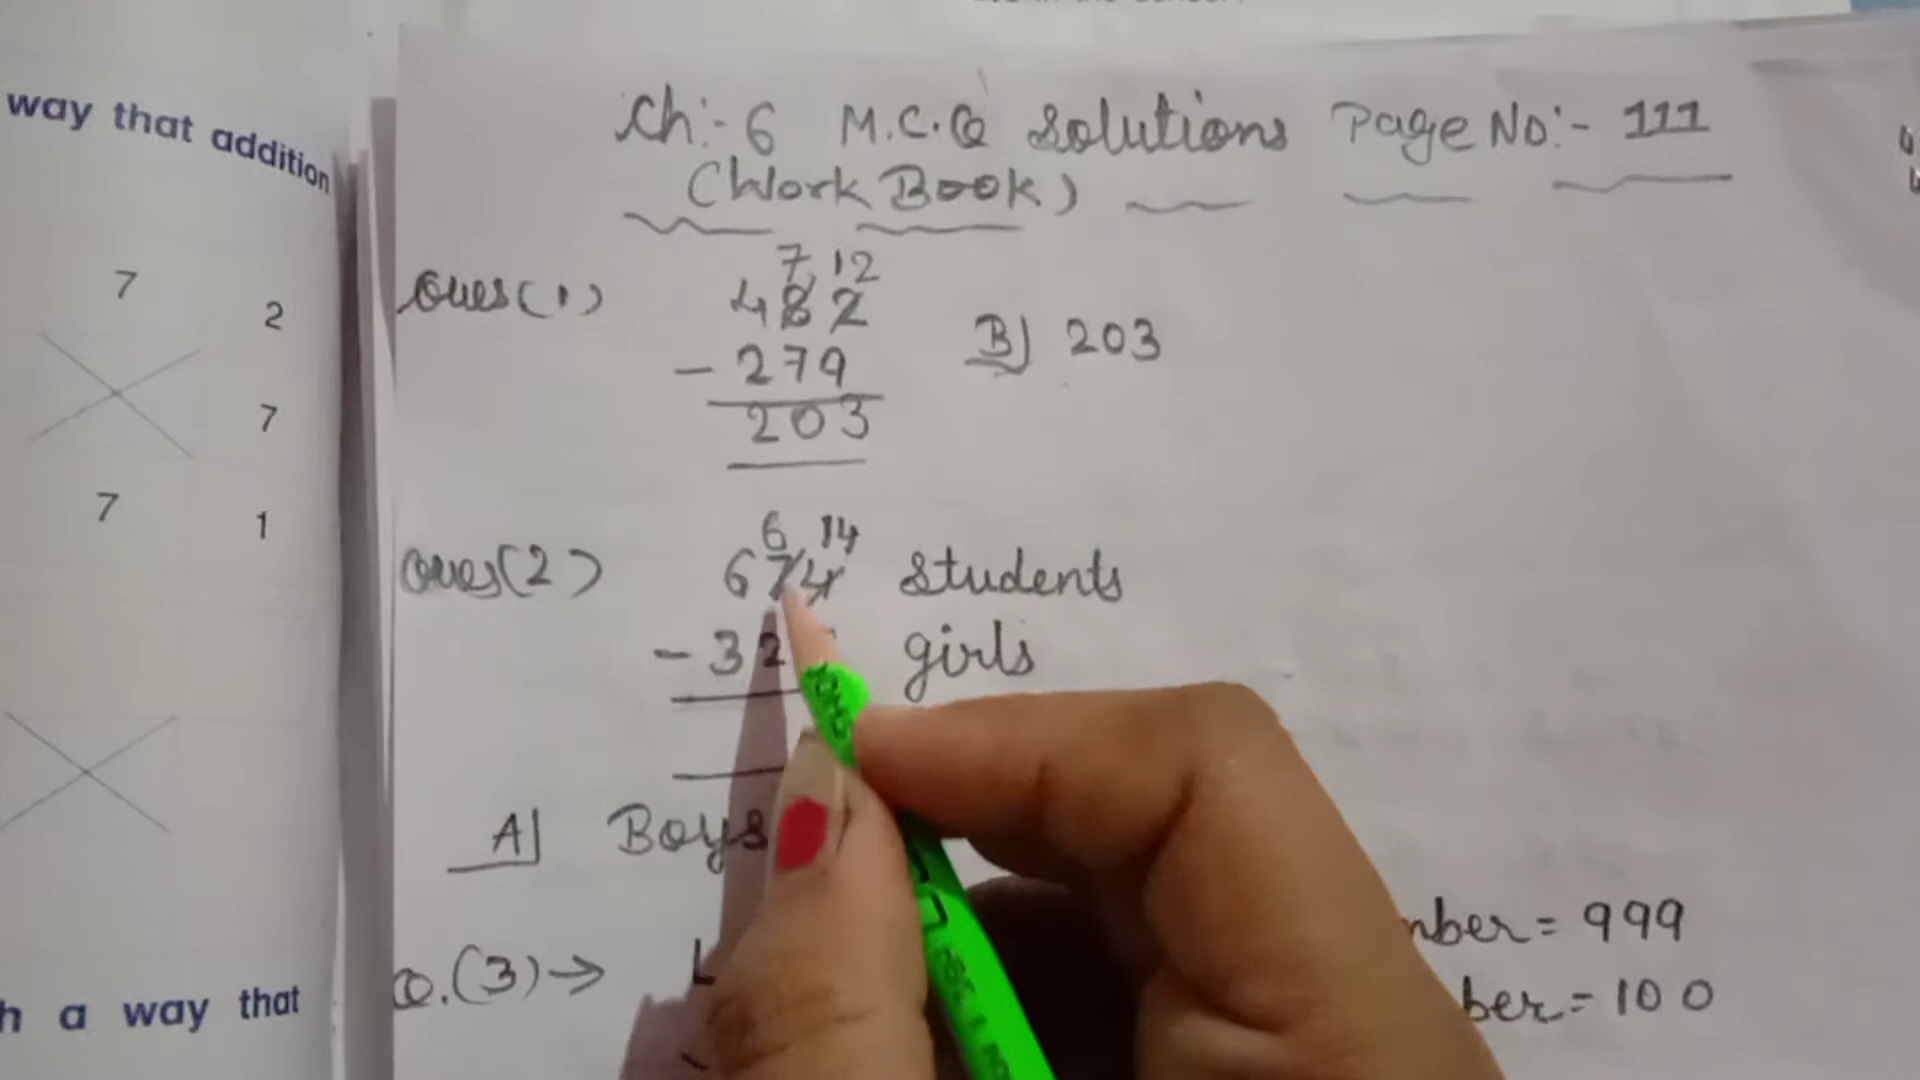 way that addition
7
2
7
7
1
h a way that
Ch:- 6 M.C.Q Solutions Page No:- 111
(Work Book)
Ques(1)
7 12
482
- 279
203
B) 203
Ques(2)
6 14
674 students
- 32 girls
A) Boys
Q.(3)→
mber = 999
ber = 100